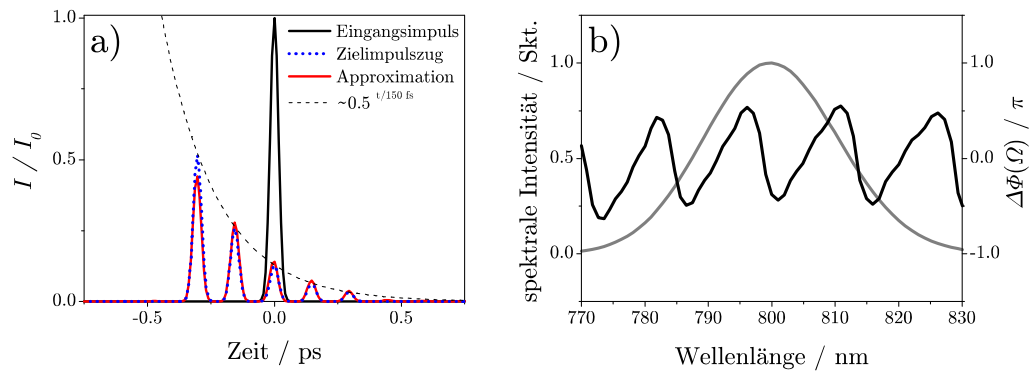 a)
Eingangsimpuls
Zielimpulszug
Approximation
~0.5 t/150 fs
1.0
0.5
0.0
I / I0
-0.5
0.0
0.5
Zeit / ps
b)
1.0
0.5
0.0
spektrale Intensität / Skt.
1.0
0.0
-1.0
ΔΦ(Ω) / π
770
780
790
800
810
820
830
Wellenlänge / nm